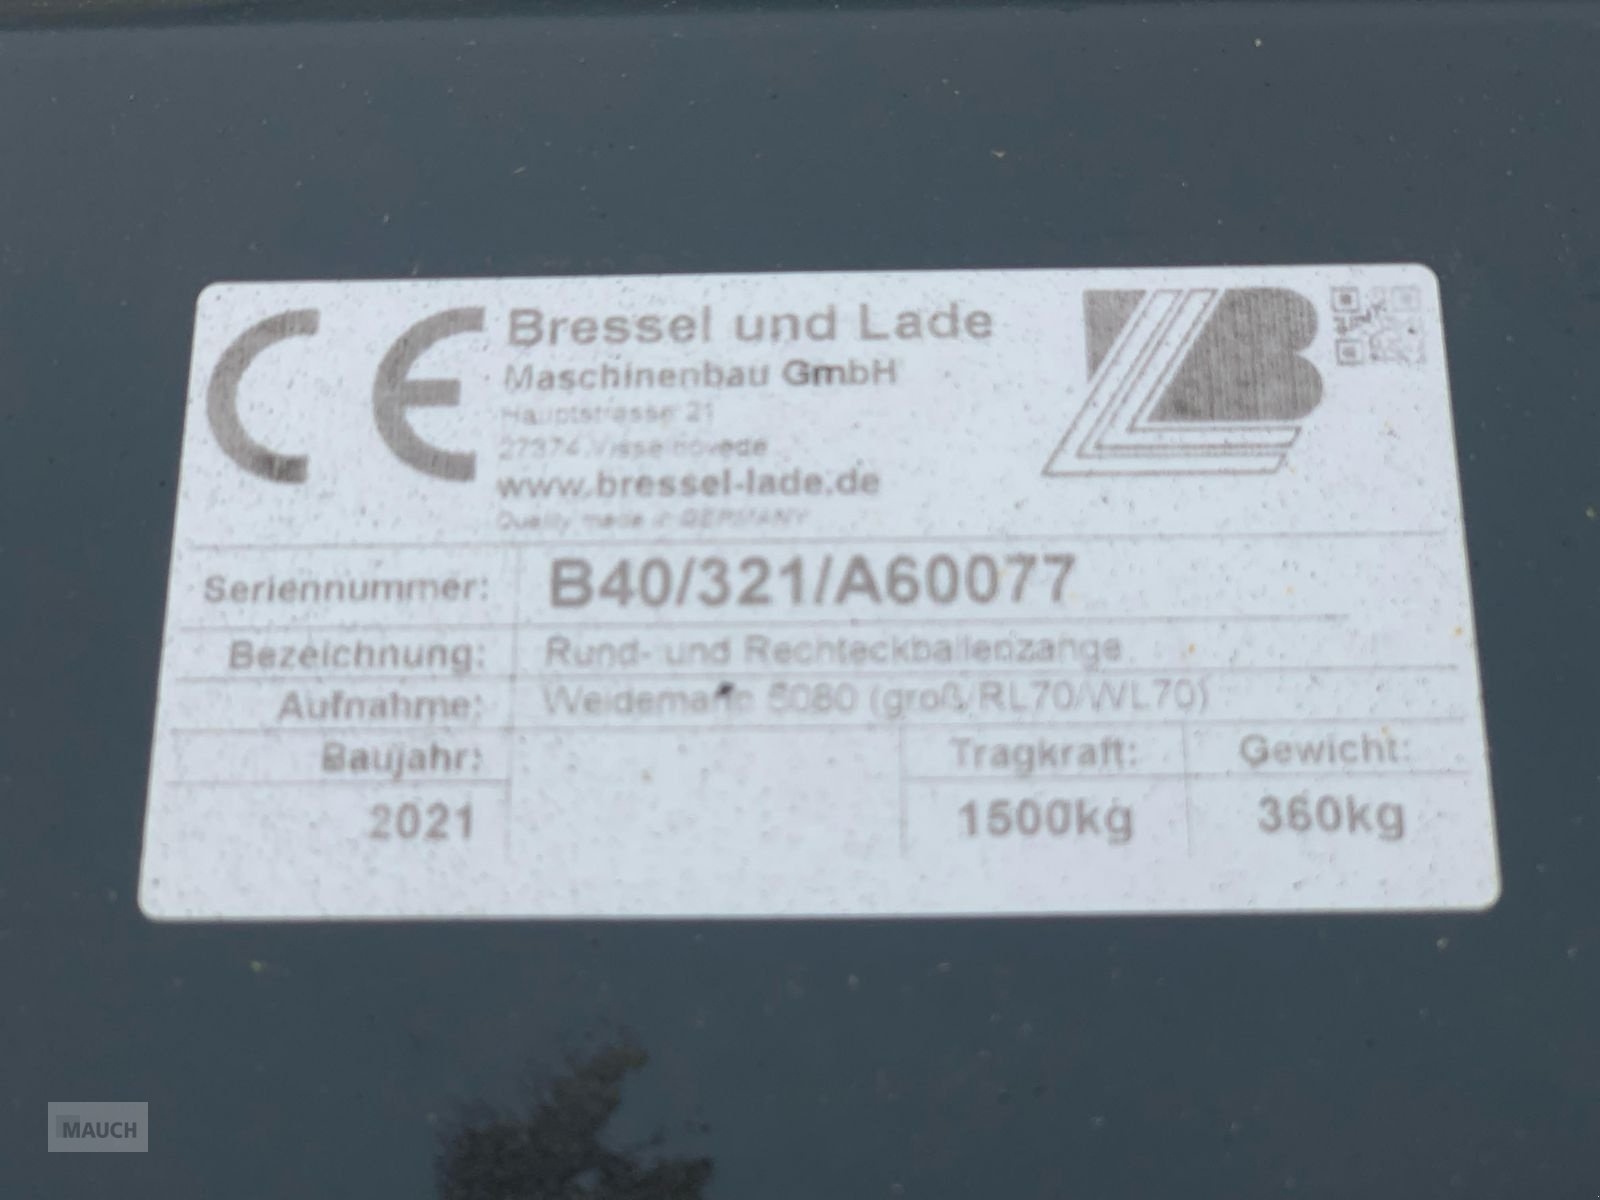 CE
Bressel und Lade
Maschinenbau GmbH
Hauptstrasse 21
27374 Visselhövede
www.bressel-lade.de
Quality made in GERMANY
LB
Seriennummer: B40/321/A60077
Bezeichnung: Rund- und Rechteckballenzange
Aufnahme: Weidemann 5080 (groß/RL70/WL70)
Baujahr: Tragkraft: Gewicht:
2021 1500kg 360kg
MAUCH